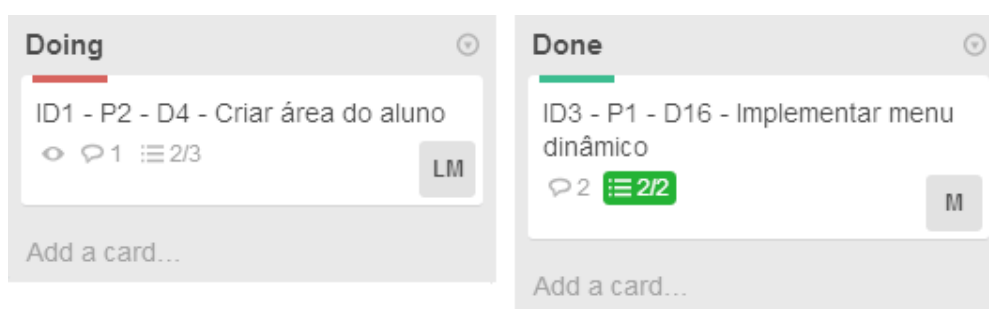 Doing
ID1 - P2 - D4 - Criar área do aluno
1 2/3
LM
Add a card...
Done
ID3 - P1 - D16 - Implementar menu
dinâmico
2 2/2
M
Add a card...